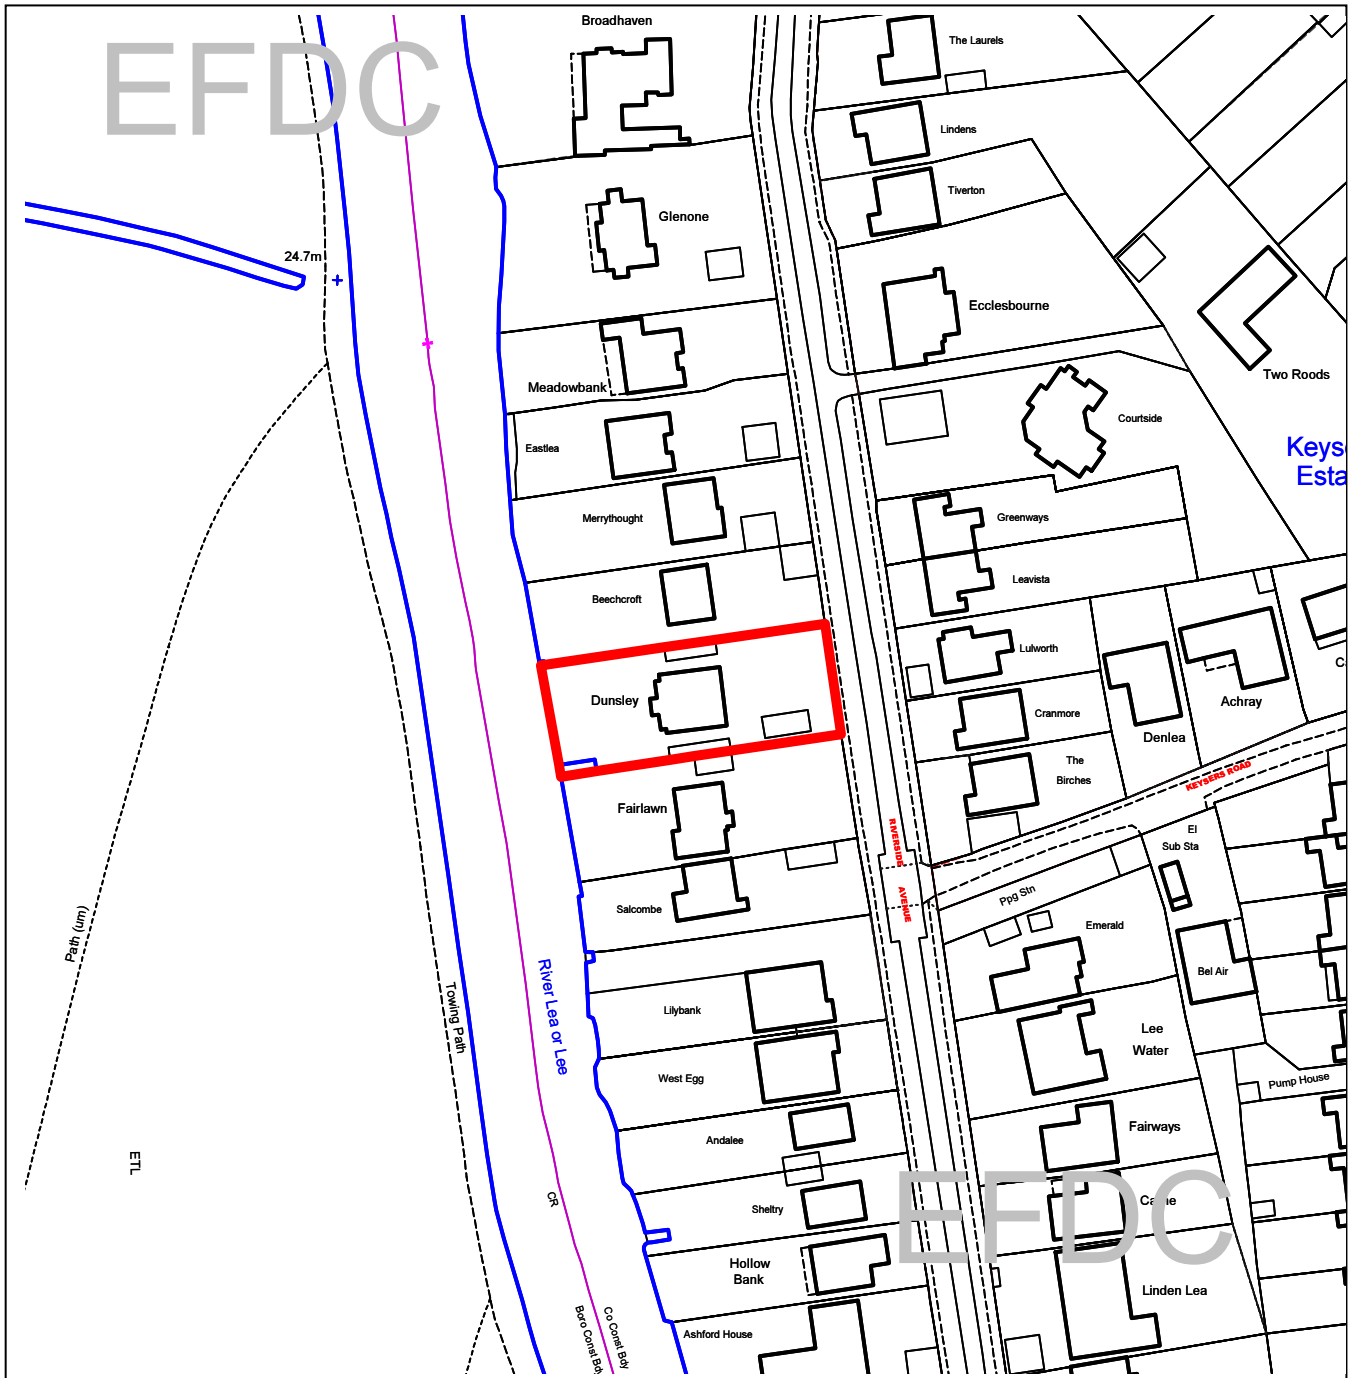 Broadhaven
The Laurels
EFDC
Lindens
Tiverton
Glenone
24.7m
Ecclesbourne
Two Roods
Meadowbank
Courtside
Eastlea
Keys
Esta
Merrythought
Greenways
Leavista
Beechcroft
Lulworth
C
Dunsley
Achray
Cranmore
Denlea
The
Birches
KEYSERS ROAD
Fairlawn
RIVERSIDE
AVENUE
El
Sub Sta
Ppg Stn
Salcombe
Emerald
Path (um)
Bel Air
Towing Path
River Lea or Lee
Lilybank
Lee
Water
West Egg
Pump House
Andalee
Fairways
ETL
CR
Sheltry
EFDC
Hollow
Bank
Linden Lea
Co Const Bdy
Boro Const Bdy
Ashford House